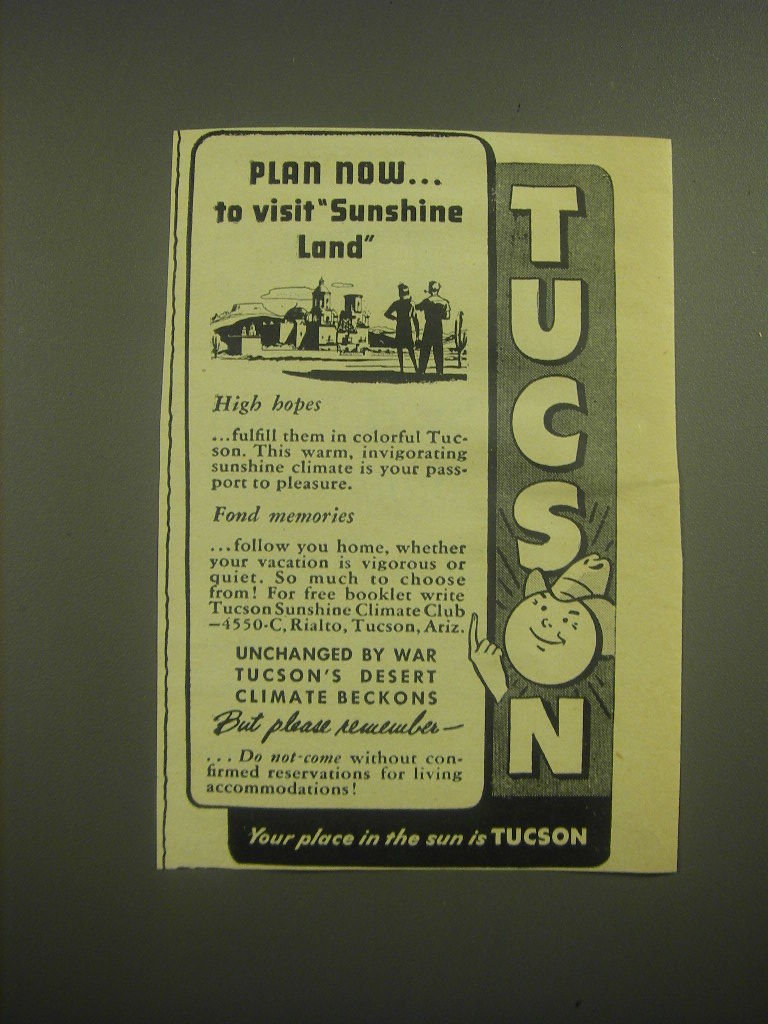 PLAN NOW...
to visit "Sunshine
Land"
High hopes
...fulfill them in colorful Tuc-
son. This warm, invigorating
sunshine climate is your pass-
port to pleasure.
Fond memories
...follow you home, whether
your vacation is vigorous or
quiet. So much to choose
from! For free booklet write
Tucson Sunshine Climate Club
—4550-C, Rialto, Tucson, Ariz.
UNCHANGED BY WAR
TUCSON'S DESERT
CLIMATE BECKONS
But please remember—
... Do not come without con-
firmed reservations for living
accommodations!
TUCSON
Your place in the sun is TUCSON